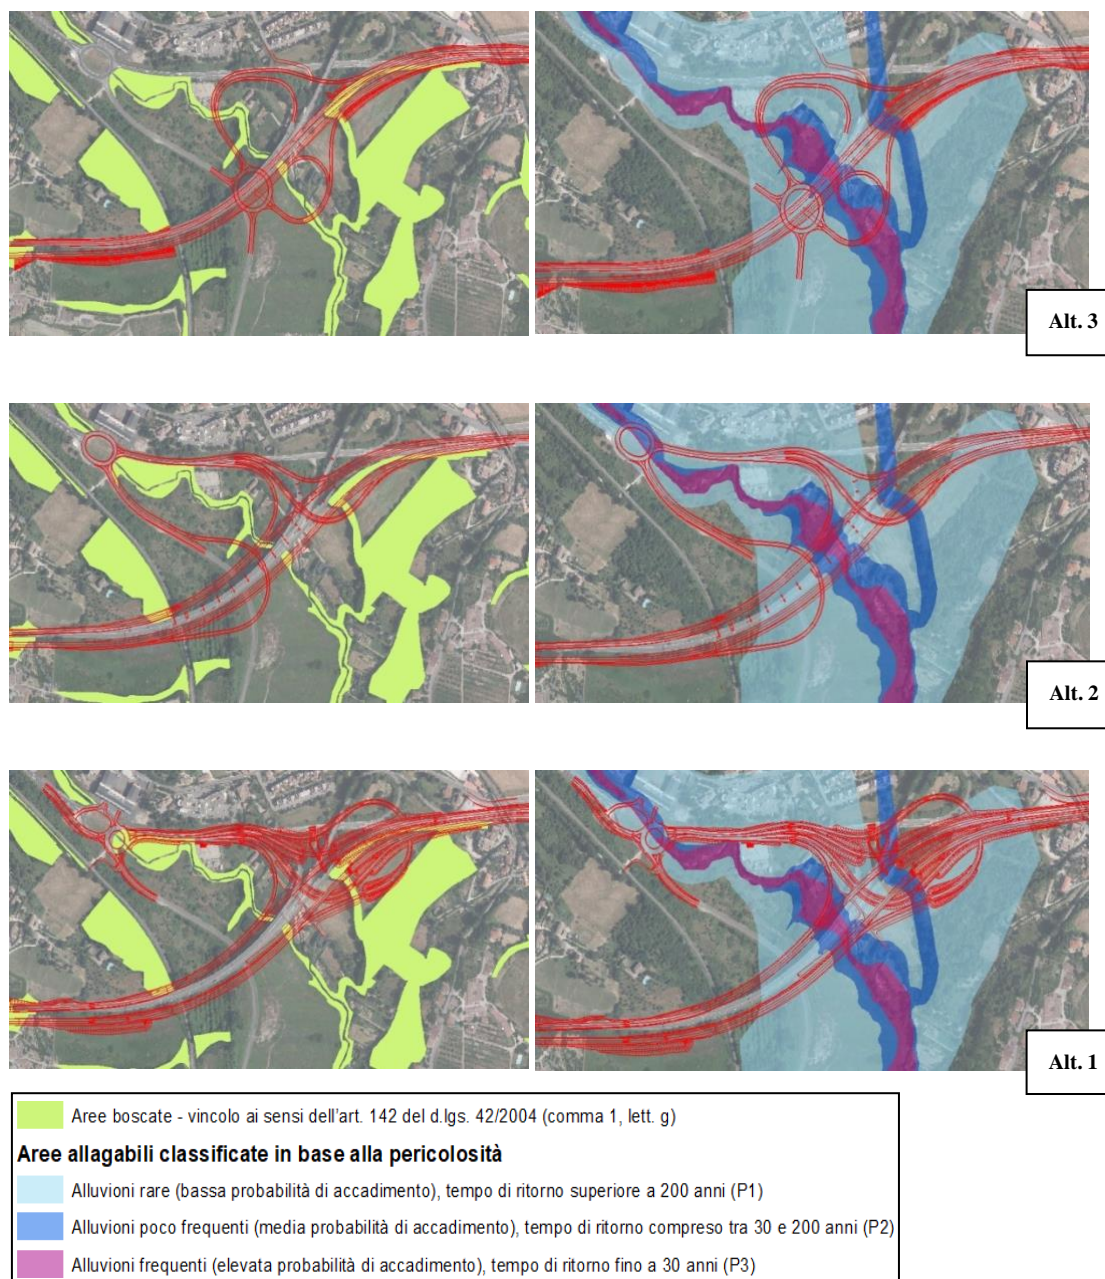 Alt. 3
Alt. 2
Alt. 1
Aree boscate - vincolo ai sensi dell'art. 142 del d.lgs. 42/2004 (comma 1, lett. g)
Aree allagabili classificate in base alla pericolosità
Alluvioni rare (bassa probabilità di accadimento), tempo di ritorno superiore a 200 anni (P1)
Alluvioni poco frequenti (media probabilità di accadimento), tempo di ritorno compreso tra 30 e 200 anni (P2)
Alluvioni frequenti (elevata probabilità di accadimento), tempo di ritorno fino a 30 anni (P3)